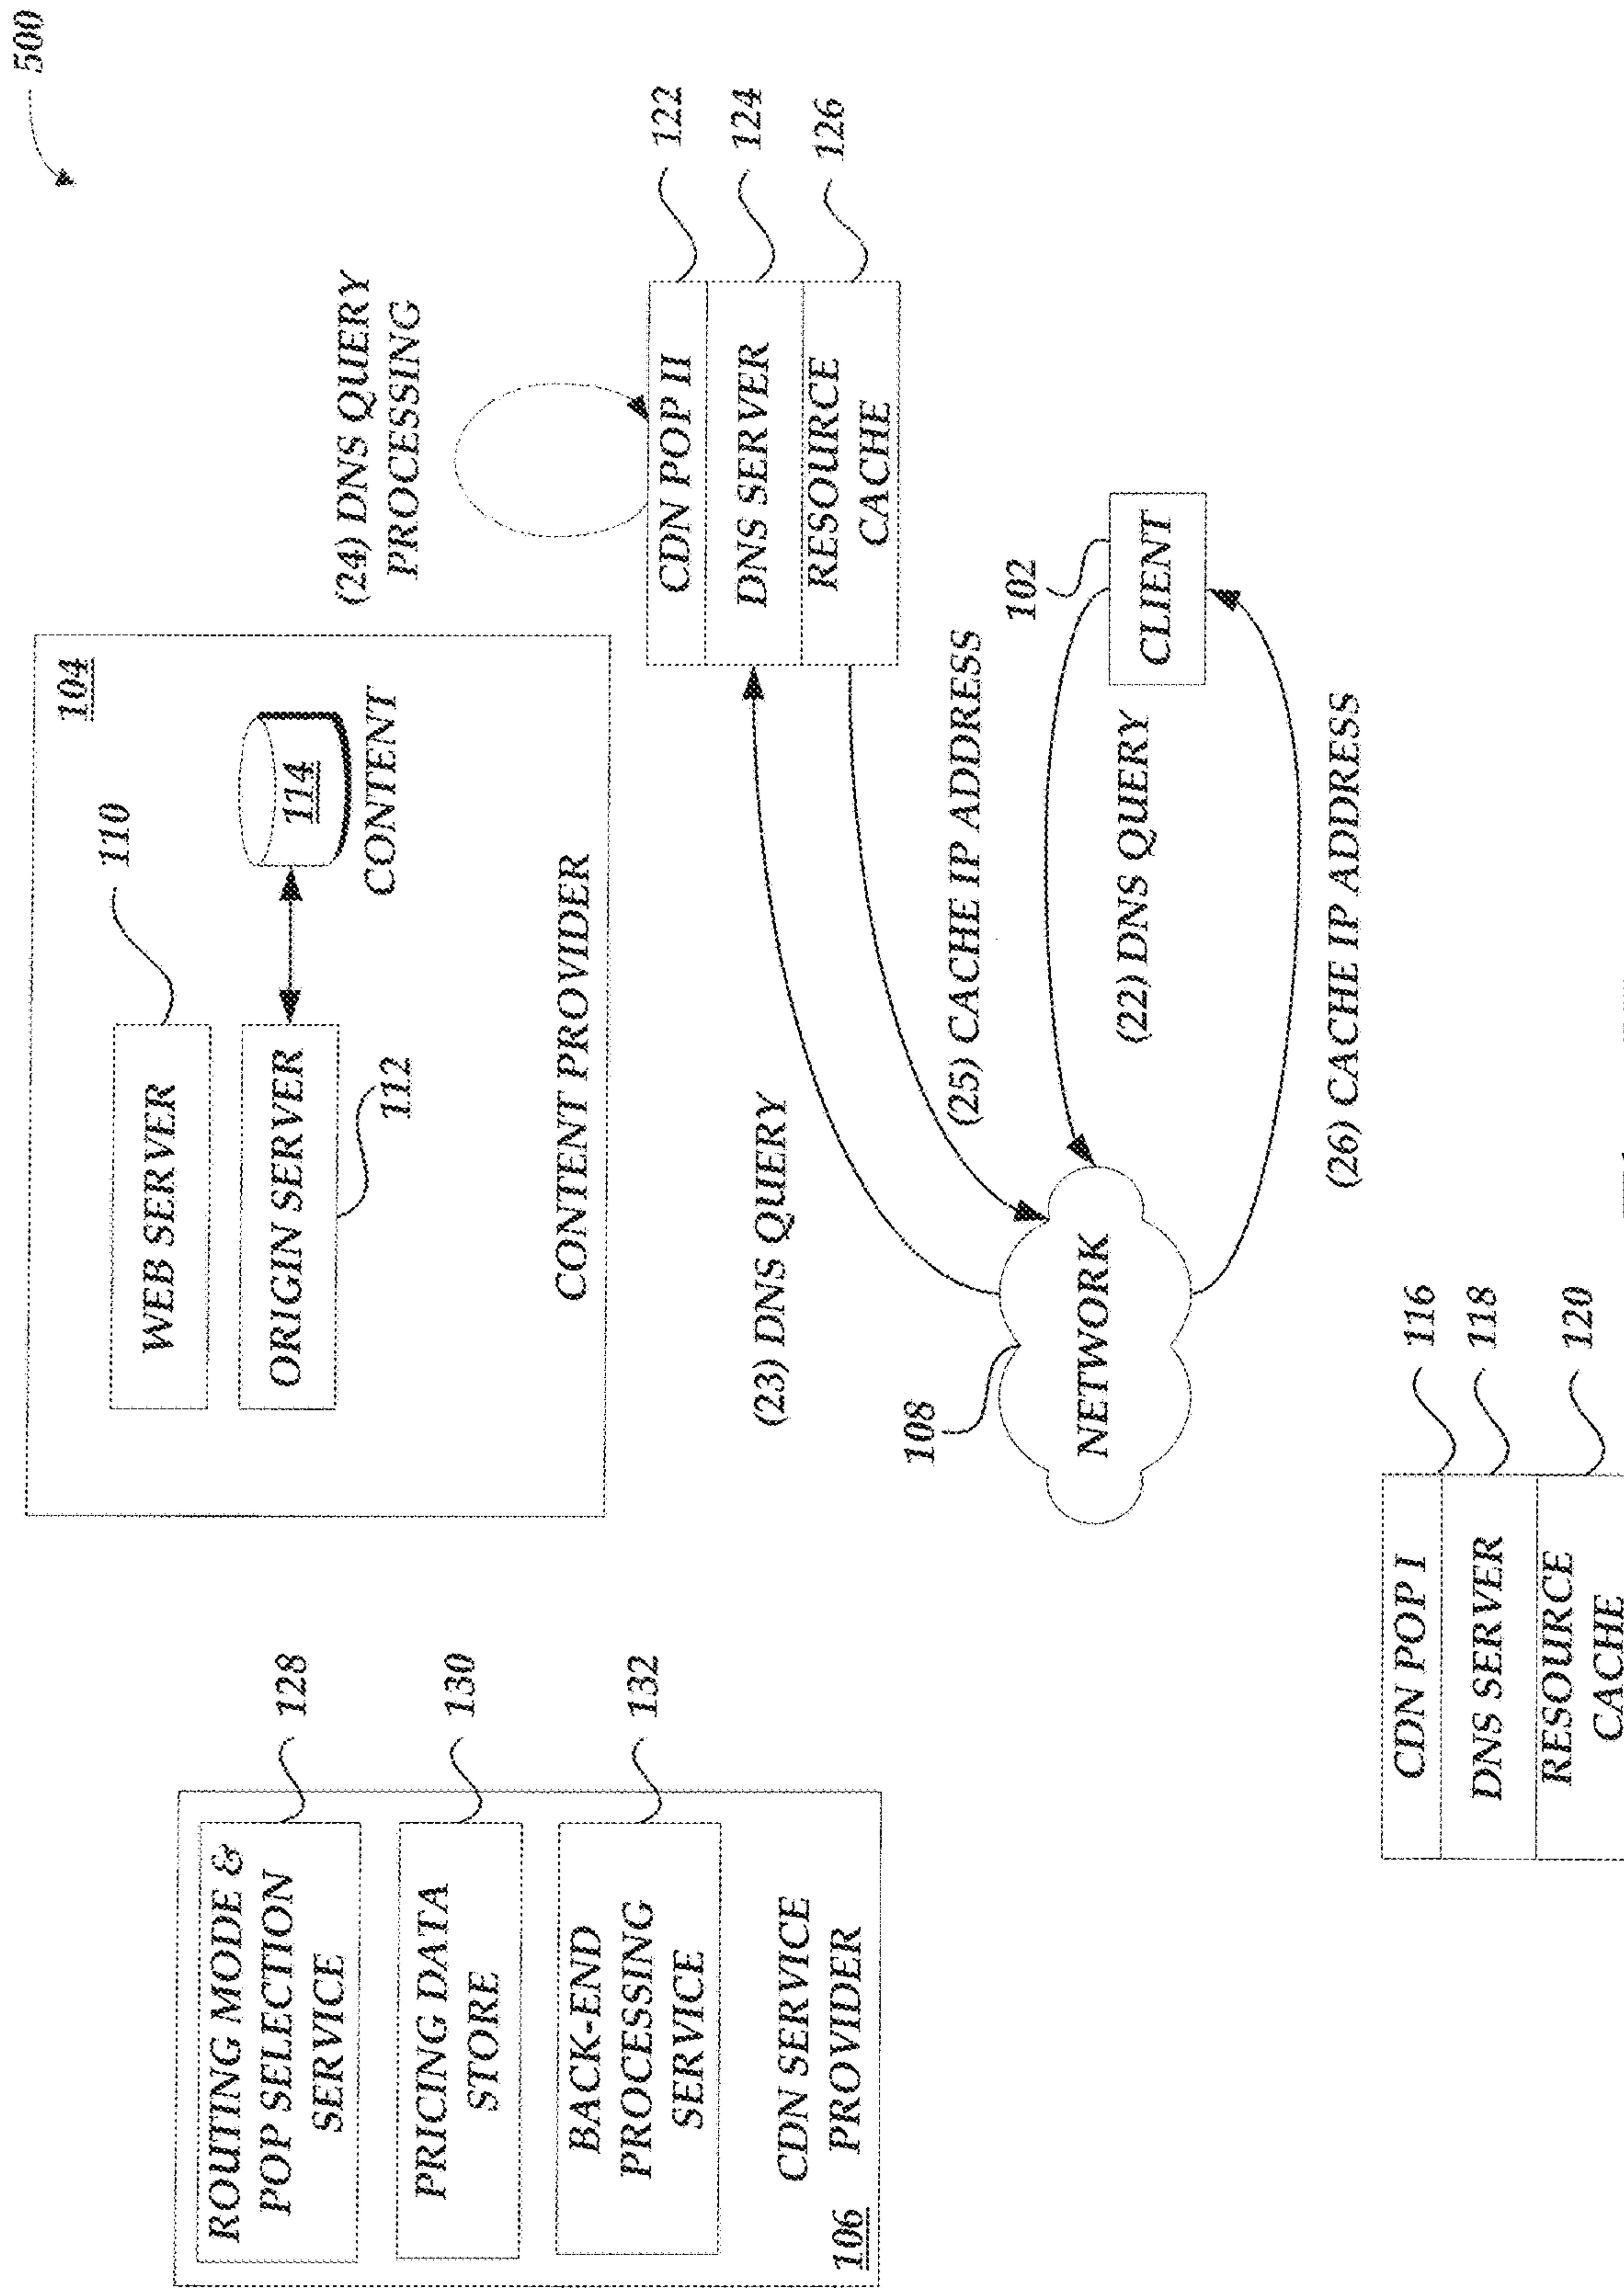 500
104
WEB SERVER
110
ORIGIN SERVER
112
114
CONTENT
CONTENT PROVIDER
ROUTING MODE &
POP SELECTION
SERVICE
128
PRICING DATA
STORE
130
BACK-END
PROCESSING
SERVICE
132
CDN SERVICE
PROVIDER
106
(24) DNS QUERY
PROCESSING
CDN POP II
122
DNS SERVER
124
RESOURCE
CACHE
126
(23) DNS QUERY
(25) CACHE IP ADDRESS
108
NETWORK
102
CLIENT
(22) DNS QUERY
(26) CACHE IP ADDRESS
CDN POP I
116
DNS SERVER
118
RESOURCE
CACHE
120